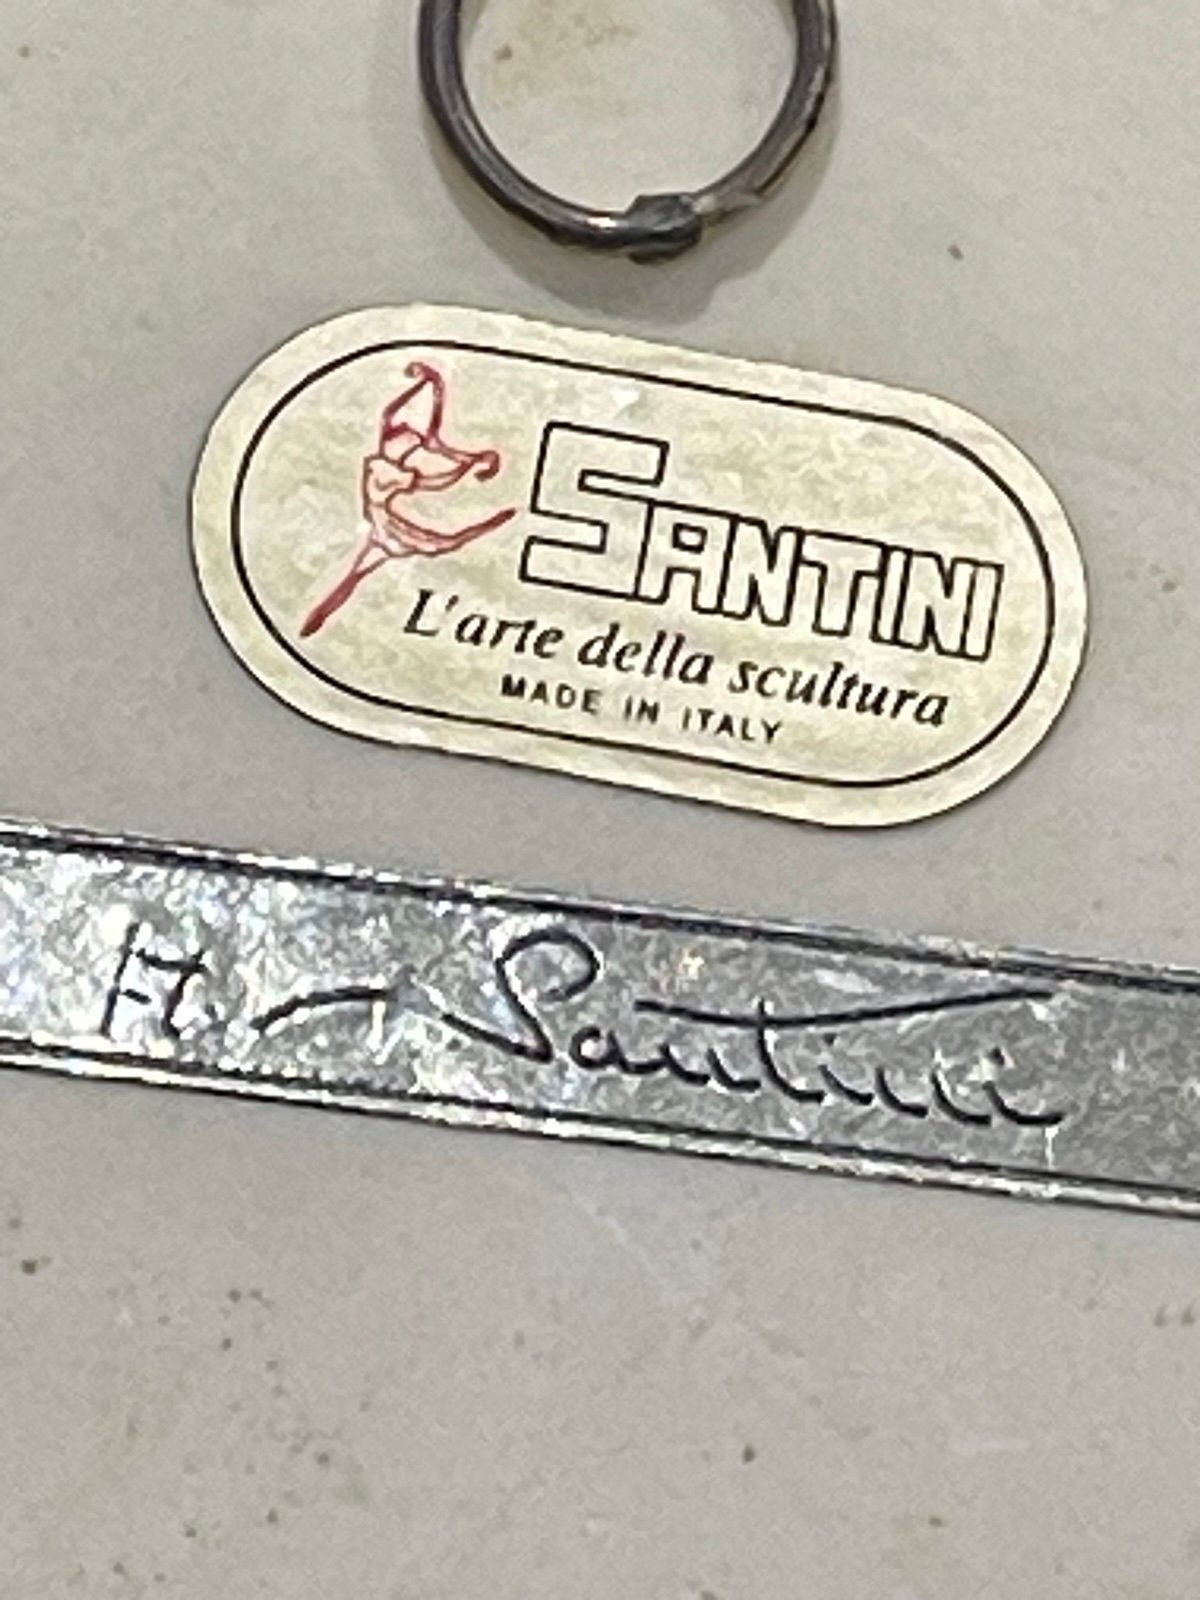 SANTINI
L'arte della scultura
MADE IN ITALY
A. Santini